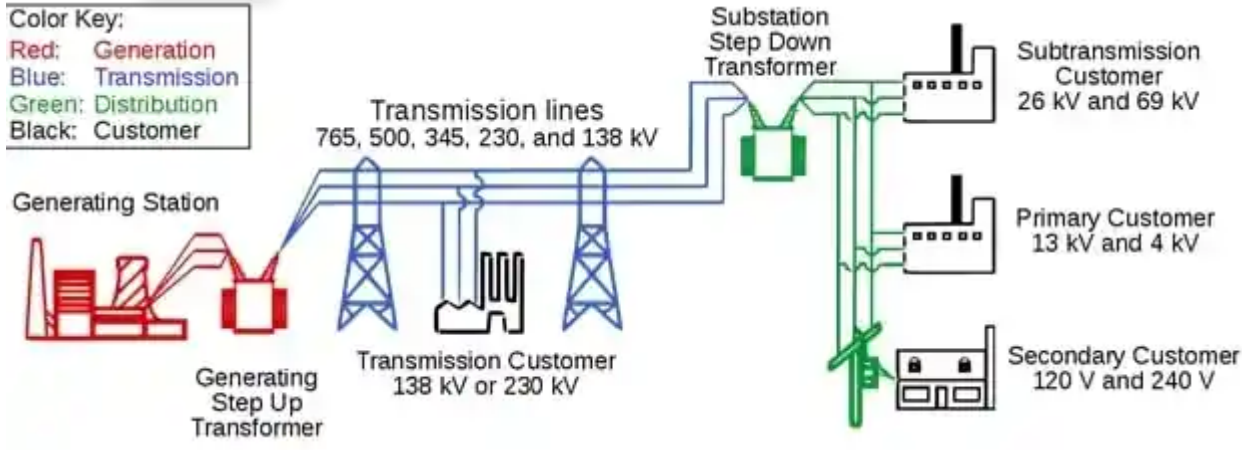 Color Key:
Red: Generation
Blue: Transmission
Green: Distribution
Black: Customer
Substation
Step Down
Transformer
Subtransmission
Customer
26 kV and 69 kV
Transmission lines
765, 500, 345, 230, and 138 kV
Generating Station
Primary Customer
13 kV and 4 kV
Generating
Step Up
Transformer
Transmission Customer
138 kV or 230 kV
Secondary Customer
120 V and 240 V